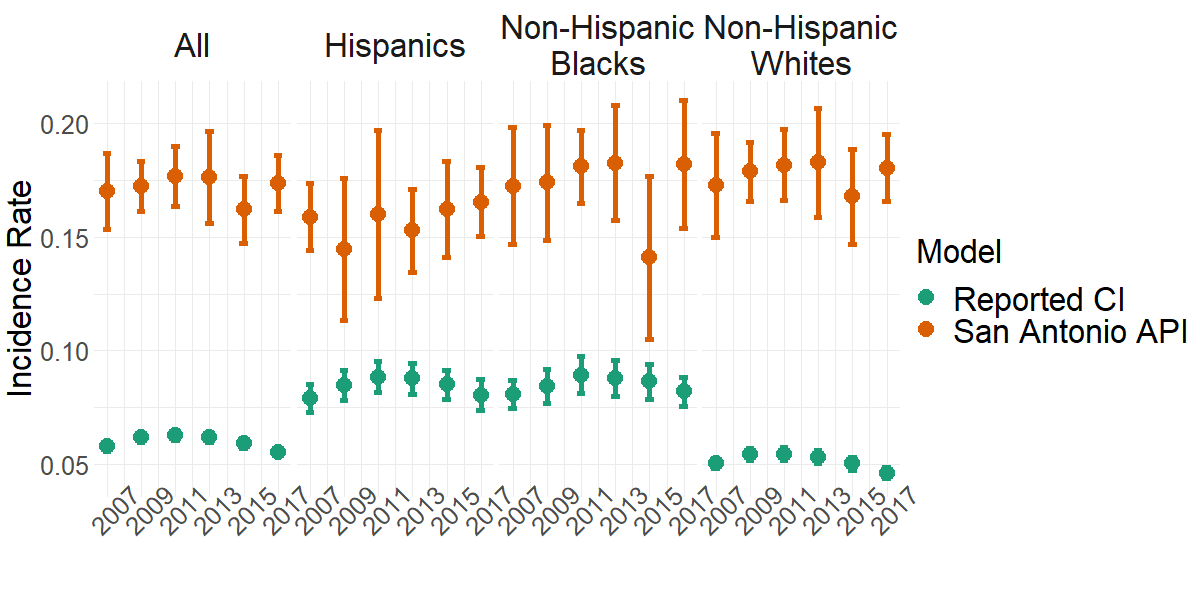 All
Hispanics
Non-Hispanic
Blacks
Non-Hispanic
Whites
Incidence Rate
0.20
0.15
0.10
0.05
2007
2009
2011
2013
2015
2017
2007
2009
2011
2013
2015
2017
2007
2009
2011
2013
2015
2017
2007
2009
2011
2013
2015
2017
Model
Reported CI
San Antonio API